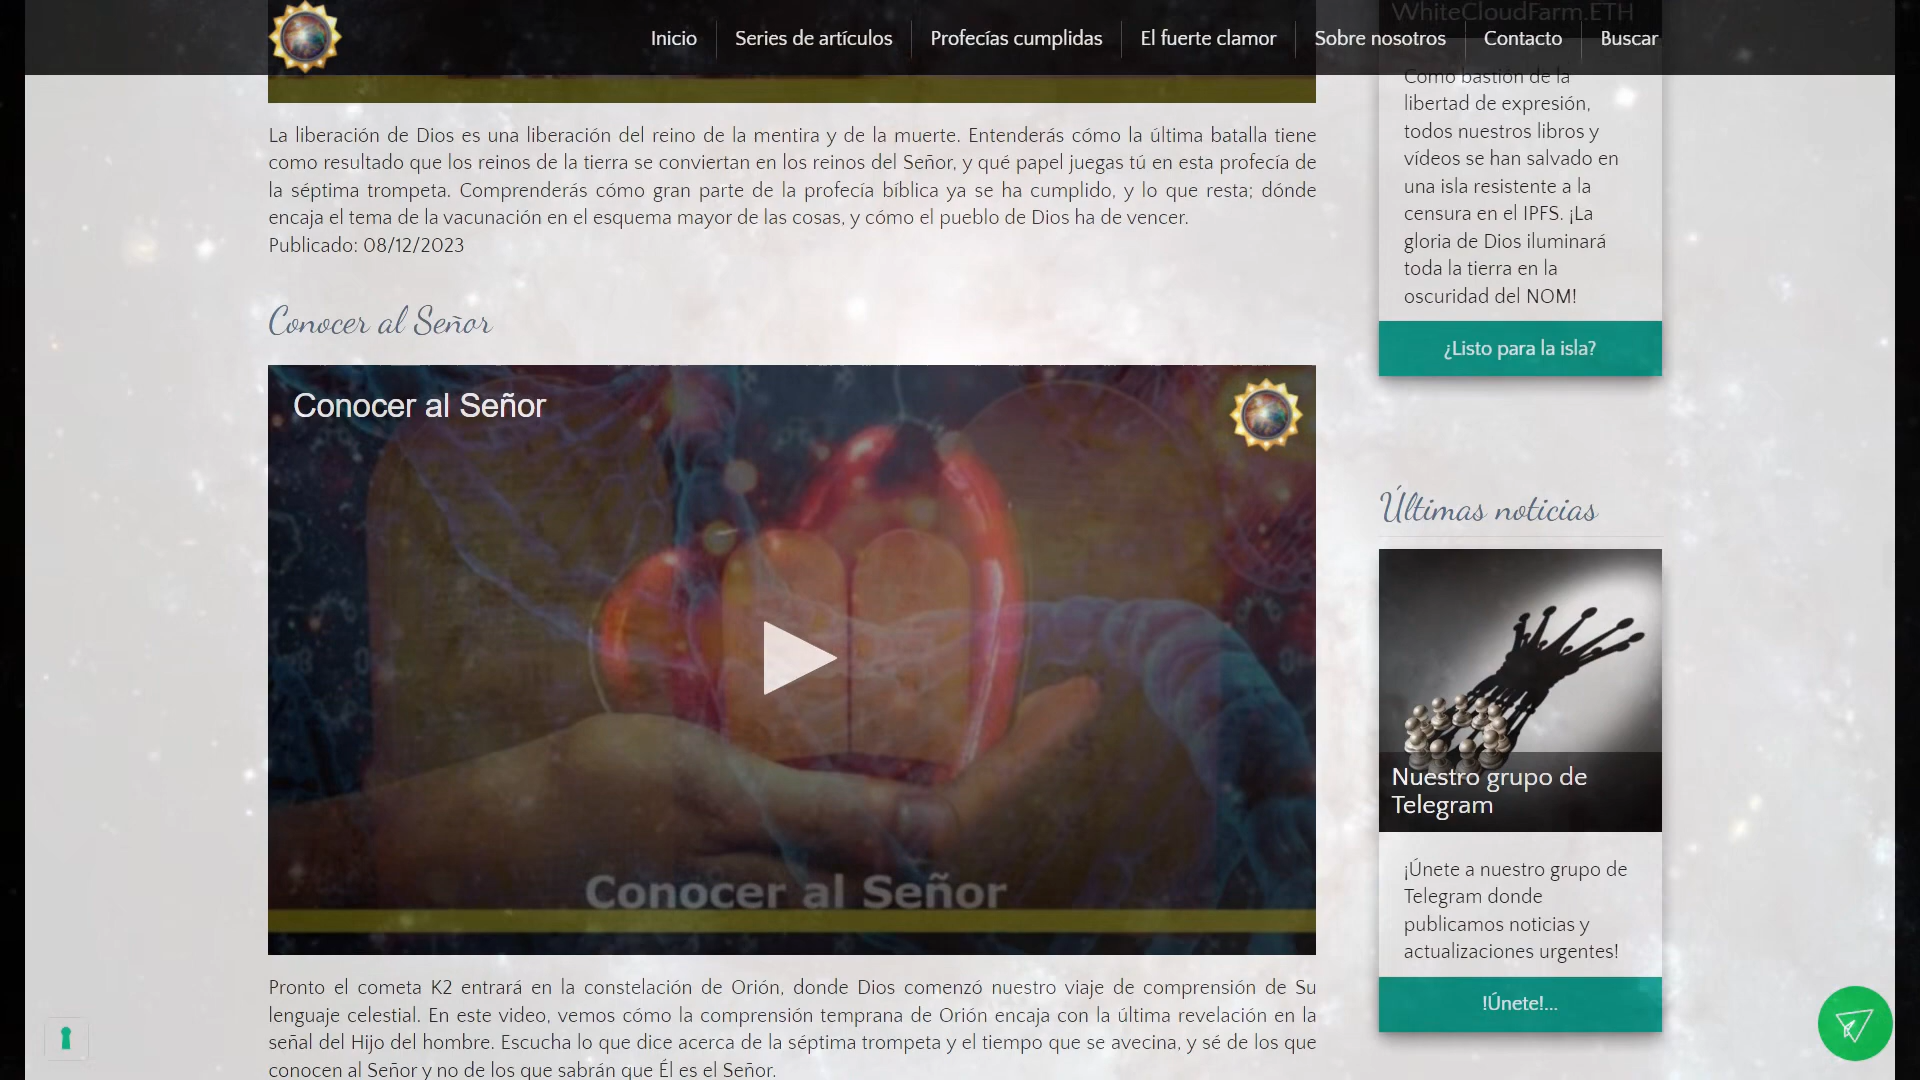 Inicio
Series de artículos
Profecías cumplidas
El fuerte clamor
Sobre nosotros
Contacto
Buscar
La liberación de Dios es una liberación del reino de la mentira y de la muerte. Entenderás cómo la última batalla tiene
como resultado que los reinos de la tierra se conviertan en los reinos del Señor, y qué papel juegas tú en esta profecía de
la séptima trompeta. Comprenderás cómo gran parte de la profecía bíblica ya se ha cumplido, y lo que resta; dónde
encaja el tema de la vacunación en el esquema mayor de las cosas, y cómo el pueblo de Dios ha de vencer.
Publicado: 08/12/2023
Conocer al Señor
Conocer al Señor
Conocer al Señor
Pronto el cometa K2 entrará en la constelación de Orión, donde Dios comenzó nuestro viaje de comprensión de Su
lenguaje celestial. En este video, vemos cómo la comprensión temprana de Orión encaja con la última revelación en la
señal del Hijo del hombre. Escucha lo que dice acerca de la séptima trompeta y el tiempo que se avecina, y sé de los que
conocen al Señor y no de los que sabrán que Él es el Señor.
WhiteCloudFarm.ETH
Como bastión de la
libertad de expresión,
todos nuestros libros y
vídeos se han salvado en
una isla resistente a la
censura en el IPFS. ¡La
gloria de Dios iluminará
toda la tierra en la
oscuridad del NOM!
¿Listo para la isla?
Últimas noticias
Nuestro grupo de
Telegram
¡Únete a nuestro grupo de
Telegram donde
publicamos noticias y
actualizaciones urgentes!
!Únete!...